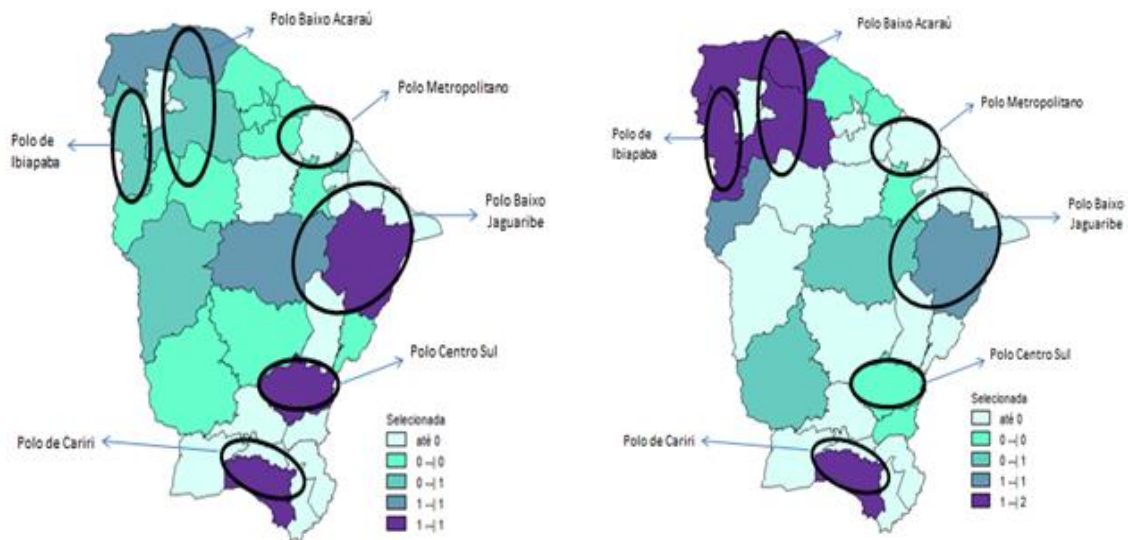 Polo Baixo Acaraú
Polo Metropolitano
Polo de
Ibiapaba
Polo Baixo
Jaguaribe
Polo Centro Sul
Polo de Cariri
Selecionada
até 0
0 --| 0
0 --| 1
1 --| 1
1 --| 1
Polo Baixo Acaraú
Polo Metropolitano
Polo de
Ibiapaba
Polo Baixo
Jaguaribe
Polo Centro Sul
Polo de Cariri
Selecionada
até 0
0 --| 0
0 --| 1
1 --| 1
1 --| 2